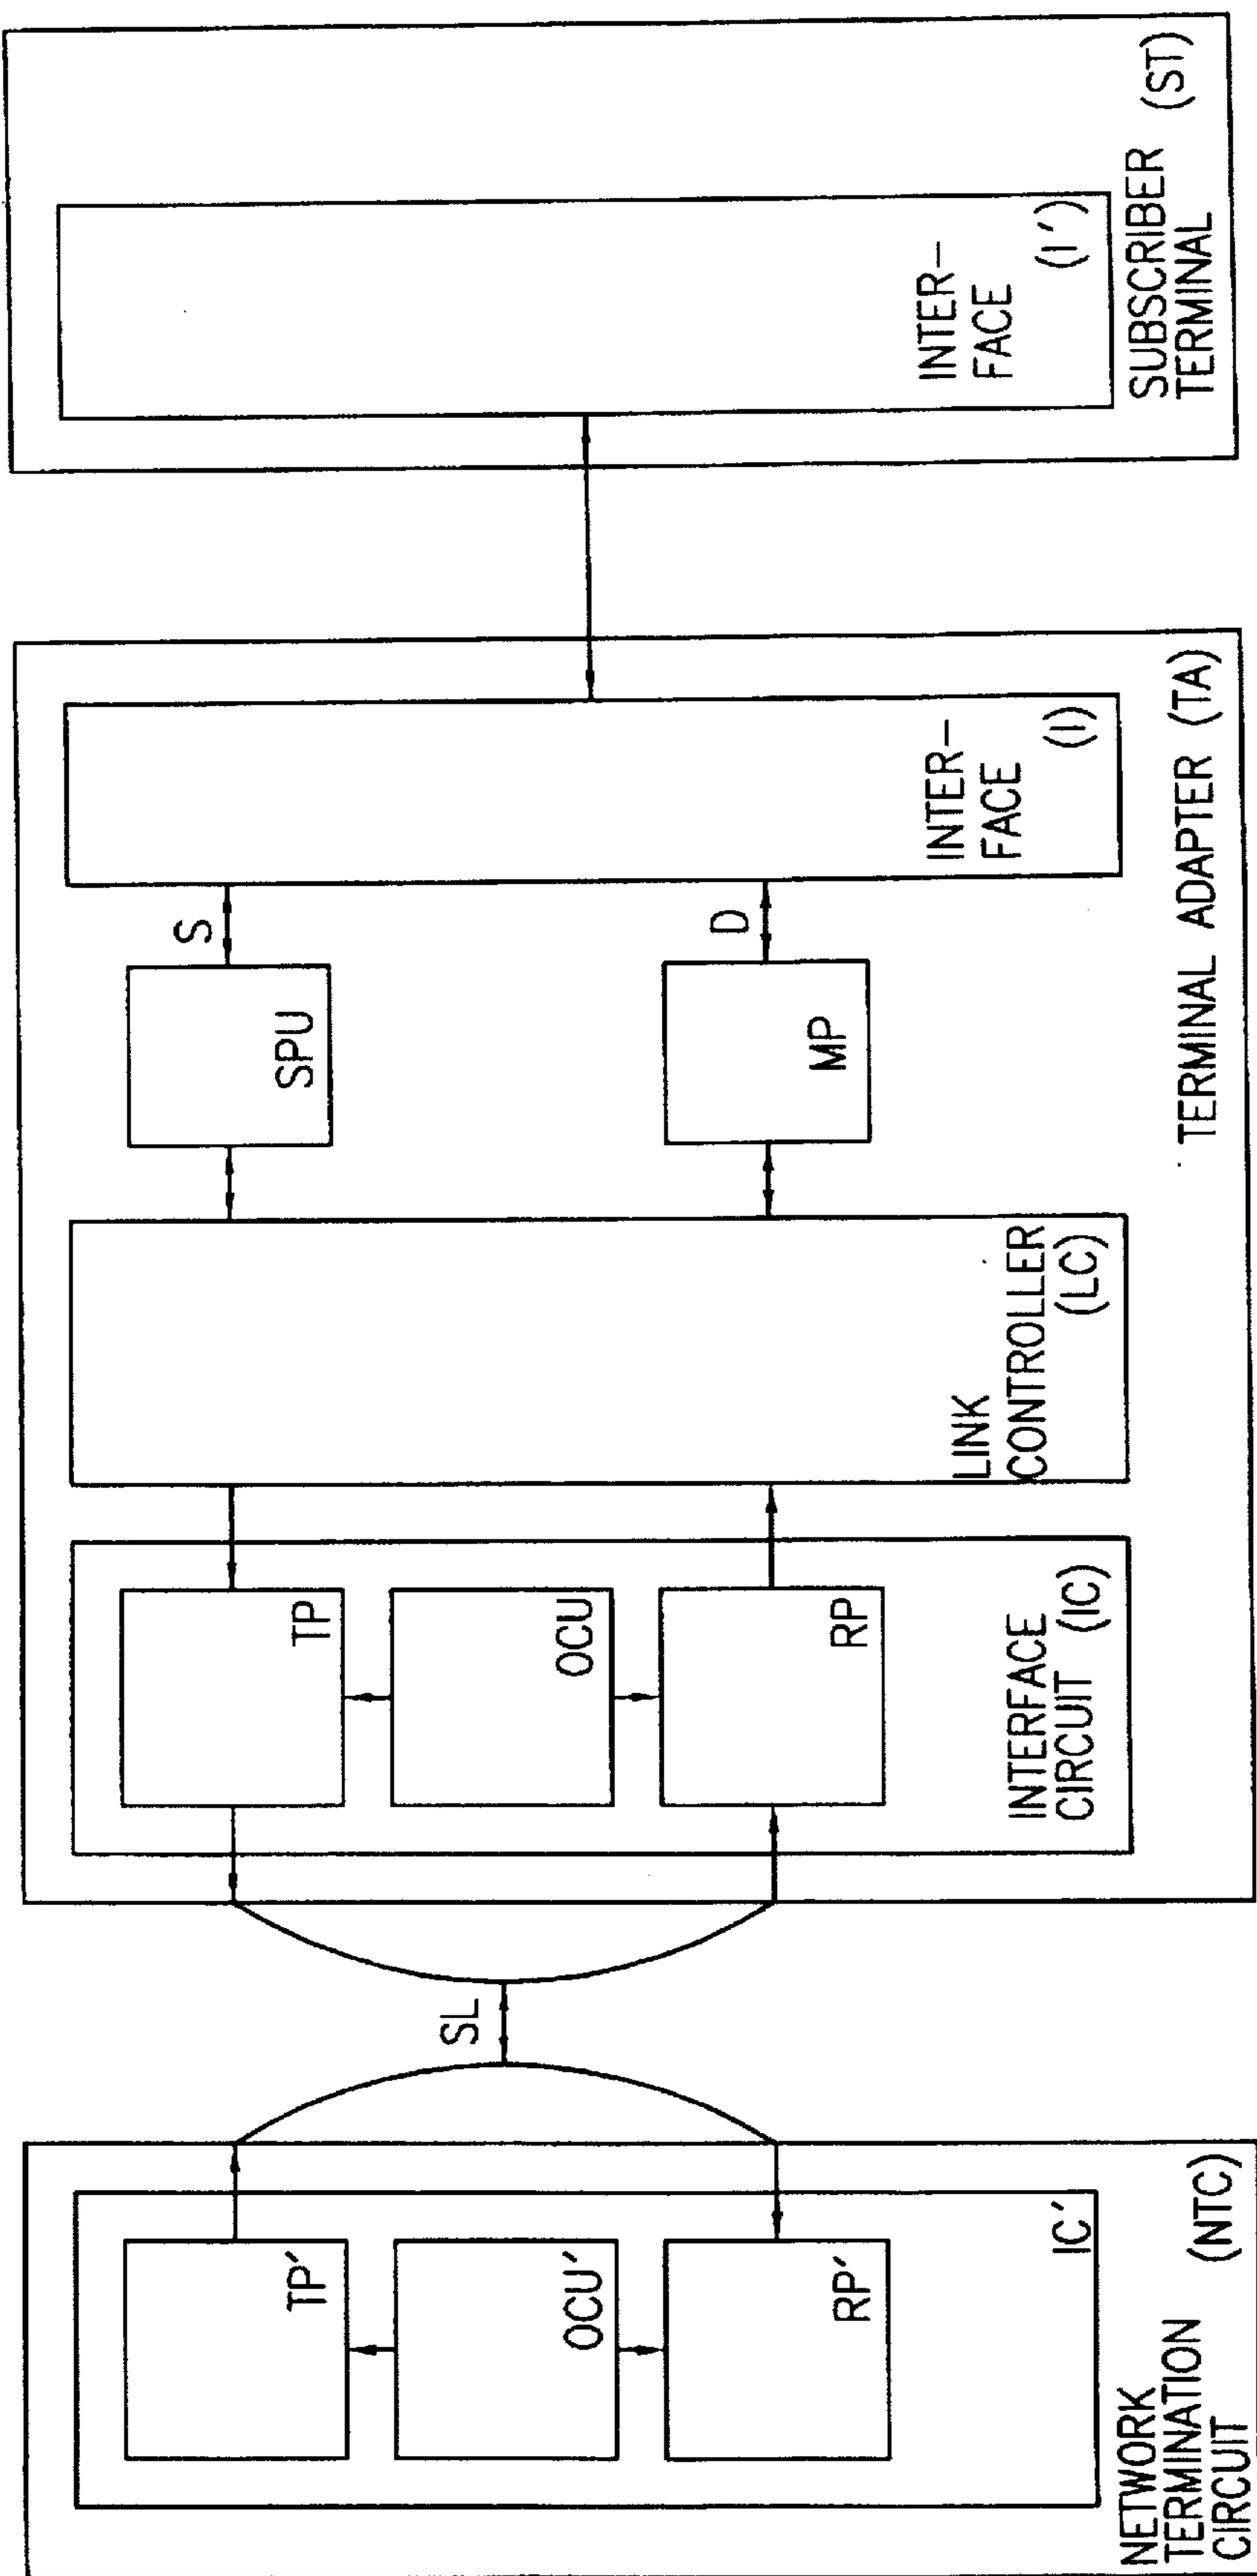 TP'
OCU'
RP'
IC'
NETWORK
TERMINATION
CIRCUIT (NTC)
SL
TP
OCU
RP
INTERFACE
CIRCUIT (IC)
LINK
CONTROLLER
(LC)
SPU
MP
S
D
INTER–
FACE
(I)
TERMINAL ADAPTER (TA)
INTER–
FACE
(I')
SUBSCRIBER
TERMINAL (ST)